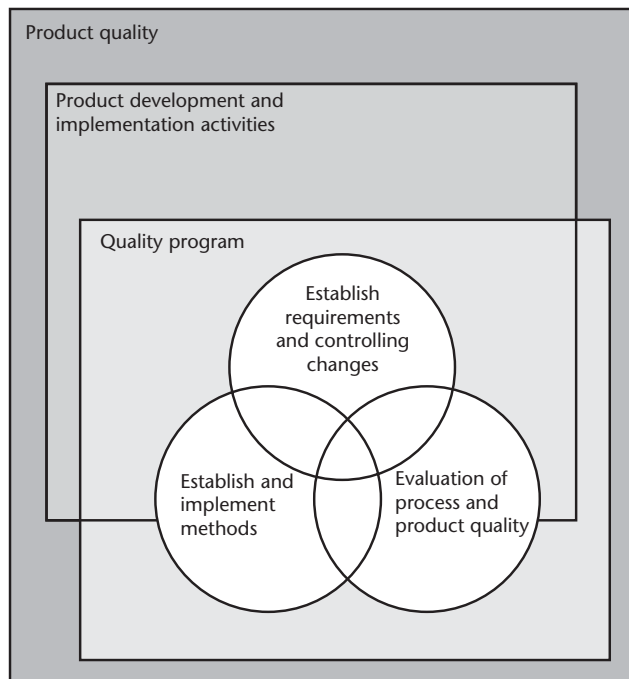 Product quality
Product development and
implementation activities
Quality program
Establish
requirements
and controlling
changes
Establish and
implement
methods
Evaluation of
process and
product quality